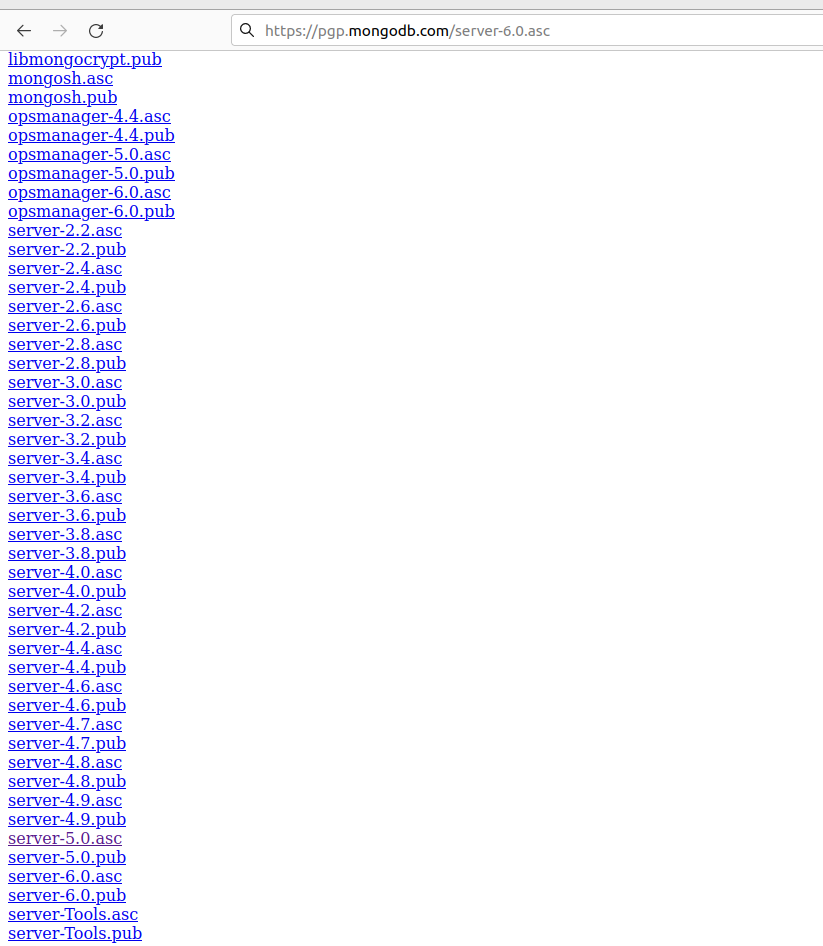 https://pgp.mongodb.com/server-6.0.asc
libmongocrypt.pub
mongosh.asc
mongosh.pub
opsmanager-4.4.asc
opsmanager-4.4.pub
opsmanager-5.0.asc
opsmanager-5.0.pub
opsmanager-6.0.asc
opsmanager-6.0.pub
server-2.2.asc
server-2.2.pub
server-2.4.asc
server-2.4.pub
server-2.6.asc
server-2.6.pub
server-2.8.asc
server-2.8.pub
server-3.0.asc
server-3.0.pub
server-3.2.asc
server-3.2.pub
server-3.4.asc
server-3.4.pub
server-3.6.asc
server-3.6.pub
server-3.8.asc
server-3.8.pub
server-4.0.asc
server-4.0.pub
server-4.2.asc
server-4.2.pub
server-4.4.asc
server-4.4.pub
server-4.6.asc
server-4.6.pub
server-4.7.asc
server-4.7.pub
server-4.8.asc
server-4.8.pub
server-4.9.asc
server-4.9.pub
server-5.0.asc
server-5.0.pub
server-6.0.asc
server-6.0.pub
server-Tools.asc
server-Tools.pub